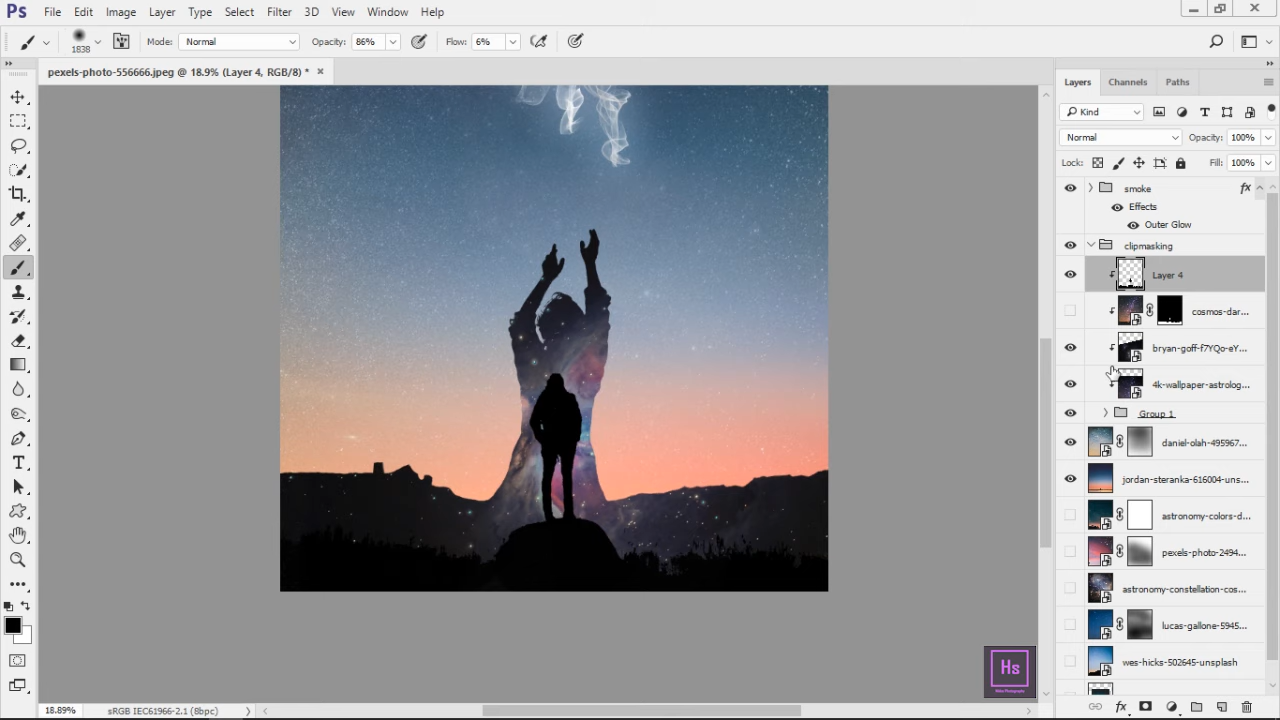 Ps File Edit Image Layer Type Select Filter 3D View Window Help
1838 Mode: Normal Opacity: 86% Flow: 6%
pexels-photo-556666.jpeg @ 18.9% (Layer 4, RGB/8) * ×
Layers Channels Paths
Kind
Normal Opacity: 100%
Lock: Fill: 100%
smoke fx
Effects
Outer Glow
clipmasking
Layer 4
cosmos-dar...
bryan-goff-f7YQo-eY...
4k-wallpaper-astrolog...
Group 1
daniel-olah-495967...
jordan-steranka-616004-uns...
astronomy-colors-d...
pexels-photo-2494...
astronomy-constellation-cos...
lucas-gallone-5945...
wes-hicks-502645-unsplash
Hs
18.89% sRGB IEC61966-2.1 (8bpc)
fx